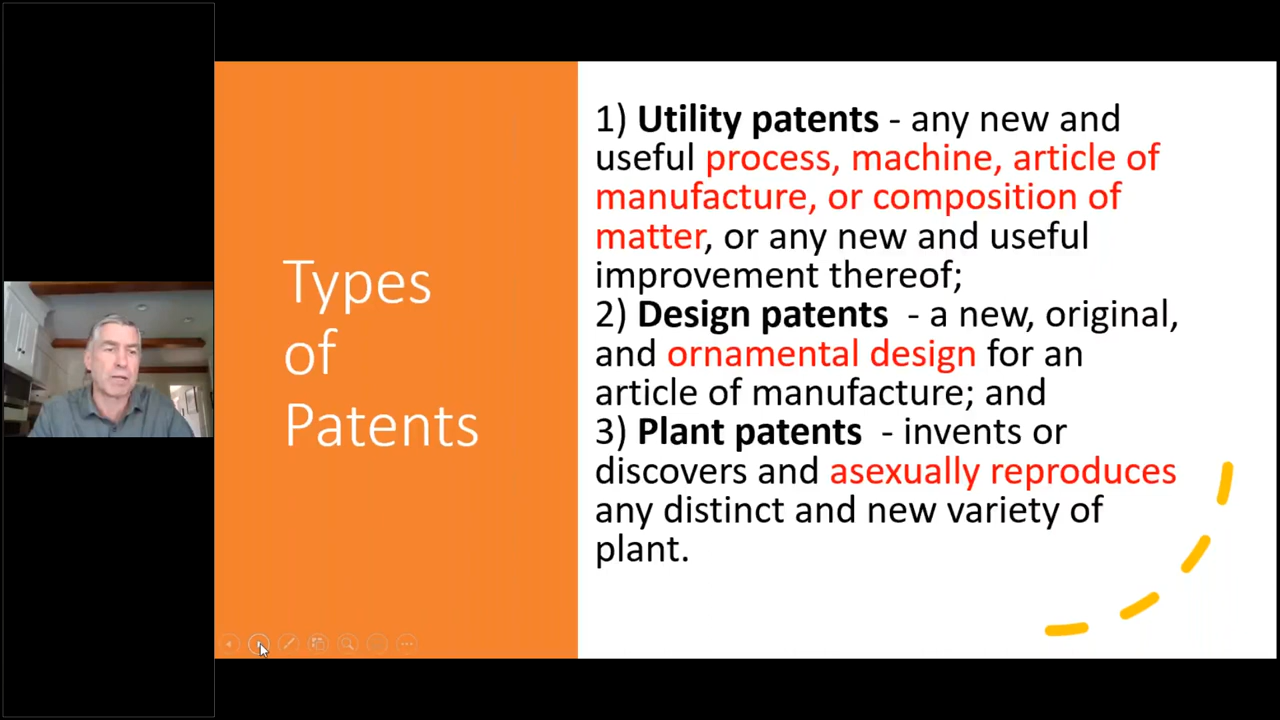 Types
of
Patents
1) Utility patents - any new and
useful process, machine, article of
manufacture, or composition of
matter, or any new and useful
improvement thereof;
2) Design patents  - a new, original,
and ornamental design for an
article of manufacture; and
3) Plant patents  - invents or
discovers and asexually reproduces
any distinct and new variety of
plant.